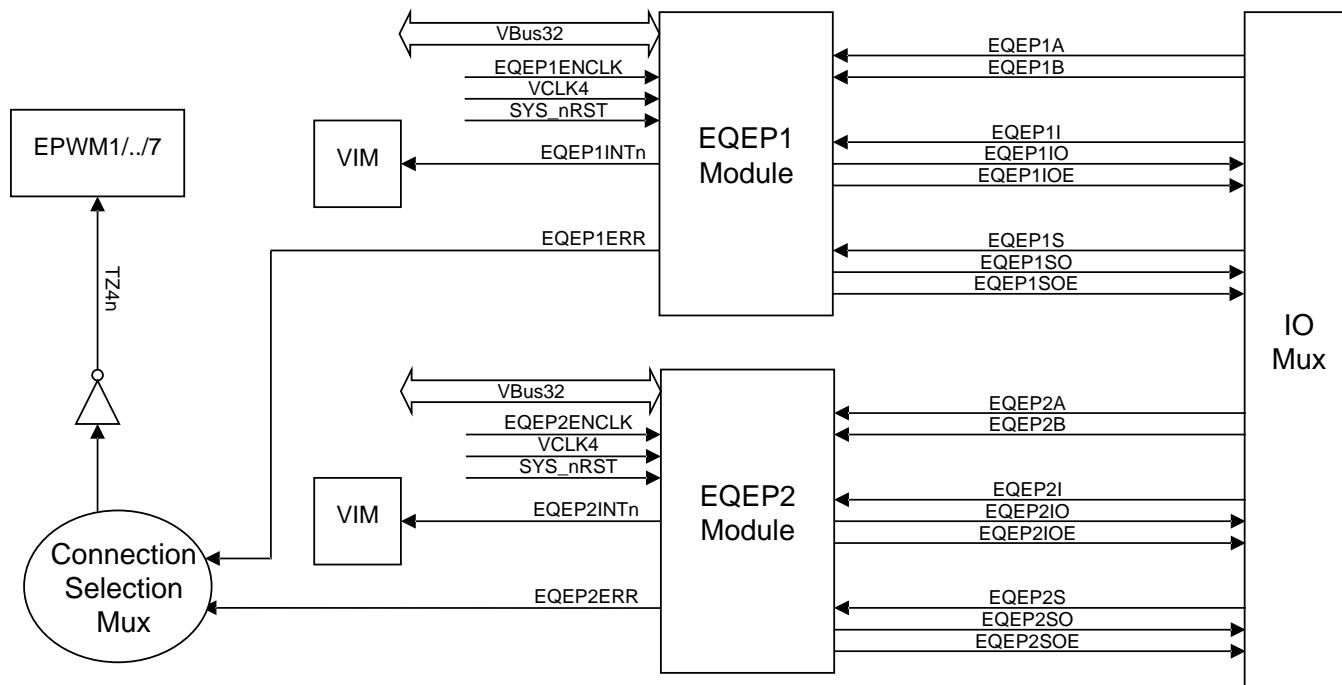 VBus32
EQEP1ENCLK
VCLK4
SYS_nRST
EQEP1INTn
EQEP1ERR
EPWM1/../7
VIM
EQEP1
Module
EQEP1A
EQEP1B
EQEP1I
EQEP1IO
EQEP1IOE
EQEP1S
EQEP1SO
EQEP1SOE
IO
Mux
TZ4n
VBus32
EQEP2ENCLK
VCLK4
SYS_nRST
EQEP2INTn
EQEP2ERR
VIM
EQEP2
Module
EQEP2A
EQEP2B
EQEP2I
EQEP2IO
EQEP2IOE
EQEP2S
EQEP2SO
EQEP2SOE
Connection
Selection
Mux